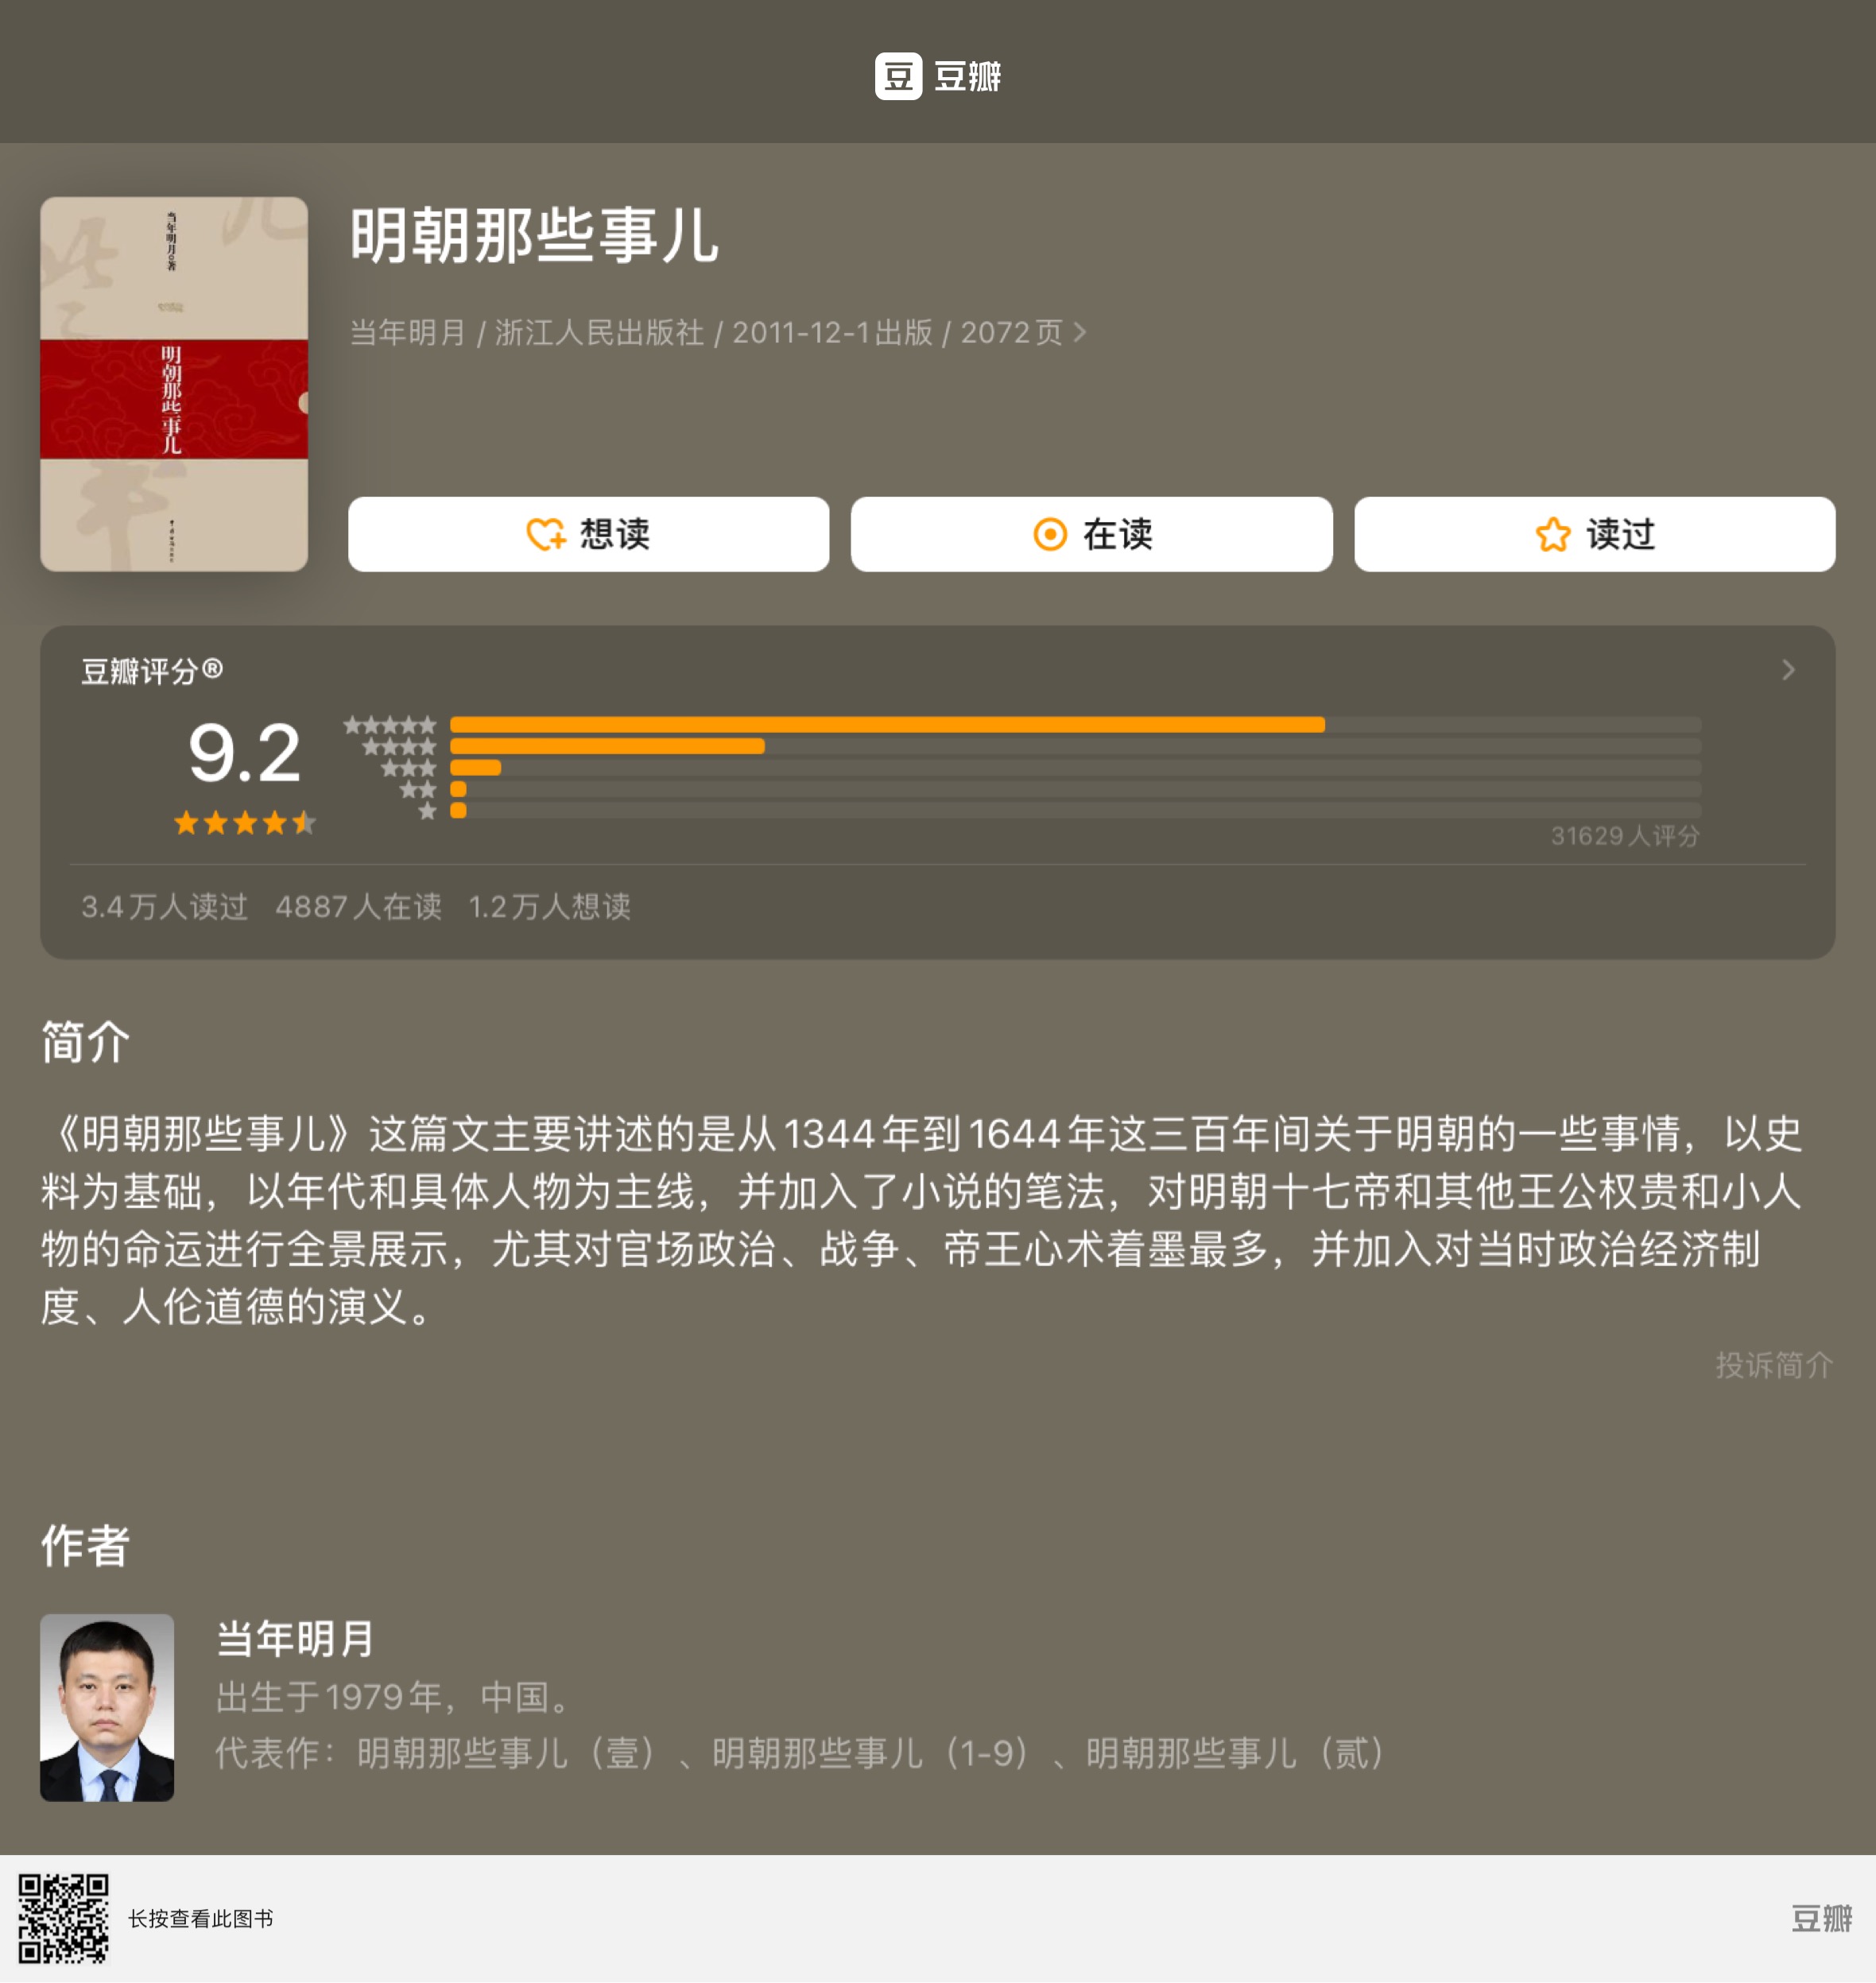 豆 豆瓣
当年明月 著
明朝那些事儿
明朝那些事儿
当年明月 / 浙江人民出版社 / 2011-12-1出版 / 2072页
想读
在读
读过
豆瓣评分®
9.2
31629人评分
3.4万人读过 4887人在读 1.2万人想读
简介
《明朝那些事儿》这篇文主要讲述的是从1344年到1644年这三百年间关于明朝的一些事情，以史
料为基础，以年代和具体人物为主线，并加入了小说的笔法，对明朝十七帝和其他王公权贵和小人
物的命运进行全景展示，尤其对官场政治、战争、帝王心术着墨最多，并加入对当时政治经济制
度、人伦道德的演义。
投诉简介
作者
当年明月
出生于1979年，中国。
代表作：明朝那些事儿（壹）、明朝那些事儿（1-9）、明朝那些事儿（贰）
长按查看此图书
豆瓣